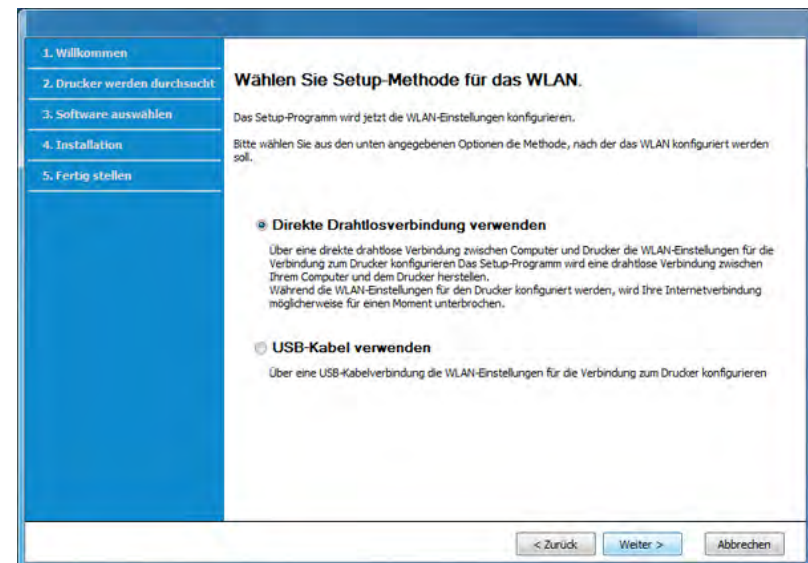 1. Willkommen
2. Drucker werden durchsucht
3. Software auswählen
4. Installation
5. Fertig stellen
Wählen Sie Setup-Methode für das WLAN.
Das Setup-Programm wird jetzt die WLAN-Einstellungen konfigurieren.
Bitte wählen Sie aus den unten angegebenen Optionen die Methode, nach der das WLAN konfiguriert werden
soll.
Direkte Drahtlosverbindung verwenden
Über eine direkte drahtlose Verbindung zwischen Computer und Drucker die WLAN-Einstellungen für die
Verbindung zum Drucker konfigurieren Das Setup-Programm wird eine drahtlose Verbindung zwischen
Ihrem Computer und dem Drucker herstellen.
Während die WLAN-Einstellungen für den Drucker konfiguriert werden, wird Ihre Internetverbindung
möglicherweise für einen Moment unterbrochen.
USB-Kabel verwenden
Über eine USB-Kabelverbindung die WLAN-Einstellungen für die Verbindung zum Drucker konfigurieren
< Zurück Weiter > Abbrechen